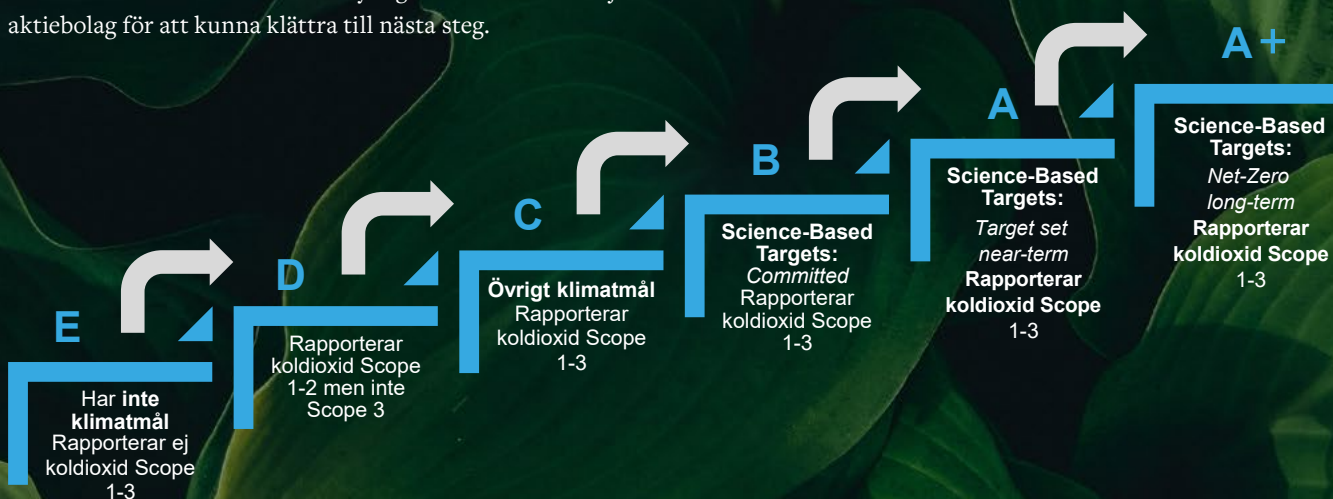 aktiebolag för att kunna klättra till nästa steg.
E
Har inte
klimatmål
Rapporterar ej
koldioxid Scope
1-3
D
Rapporterar
koldioxid Scope
1-2 men inte
Scope 3
C
Övrigt klimatmål
Rapporterar
koldioxid Scope
1-3
B
Science-Based
Targets:
Committed
Rapporterar
koldioxid Scope
1-3
A
Science-Based
Targets:
Target set
near-term
Rapporterar
koldioxid Scope
1-3
A+
Science-Based
Targets:
Net-Zero
long-term
Rapporterar
koldioxid Scope
1-3